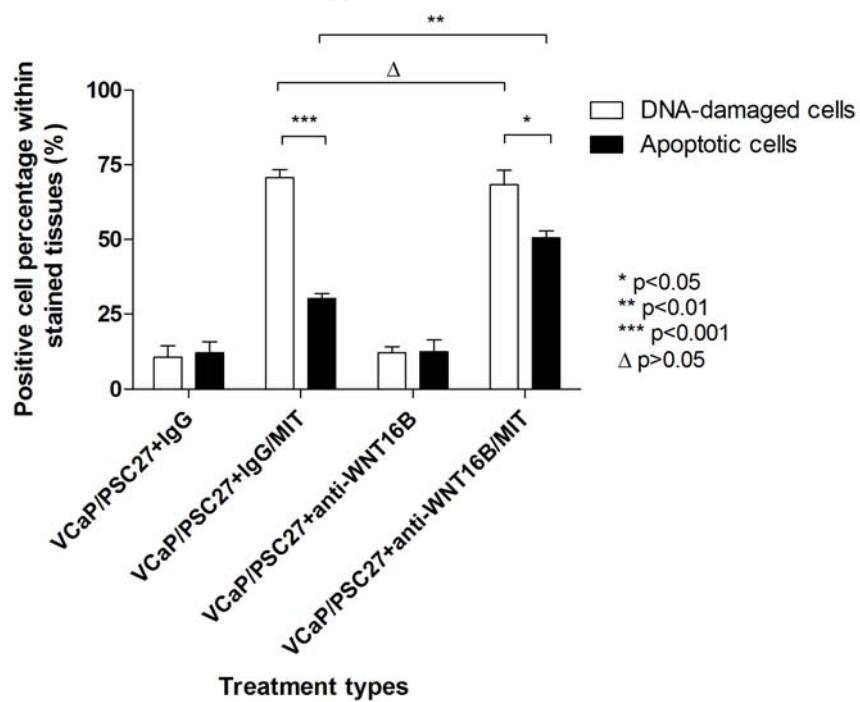 **
Δ
100
***
*
DNA-damaged cells
Apoptotic cells
75
50
25
0
Positive cell percentage within
stained tissues (%)
* p<0.05
** p<0.01
*** p<0.001
Δ p>0.05
VCaP/PSC27+IgG
VCaP/PSC27+IgG/MIT
VCaP/PSC27+anti-WNT16B
VCaP/PSC27+anti-WNT16B/MIT
Treatment types